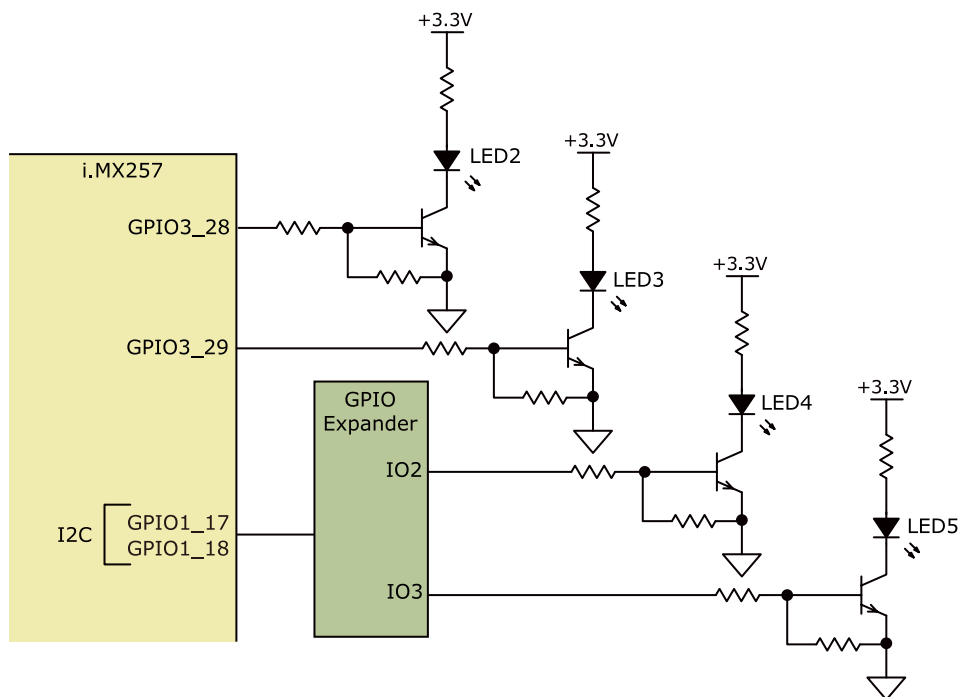 +3.3V
LED2
+3.3V
LED3
+3.3V
LED4
+3.3V
LED5
i.MX257
GPIO3_28
GPIO3_29
GPIO
Expander
IO2
I2C
GPIO1_17
GPIO1_18
IO3